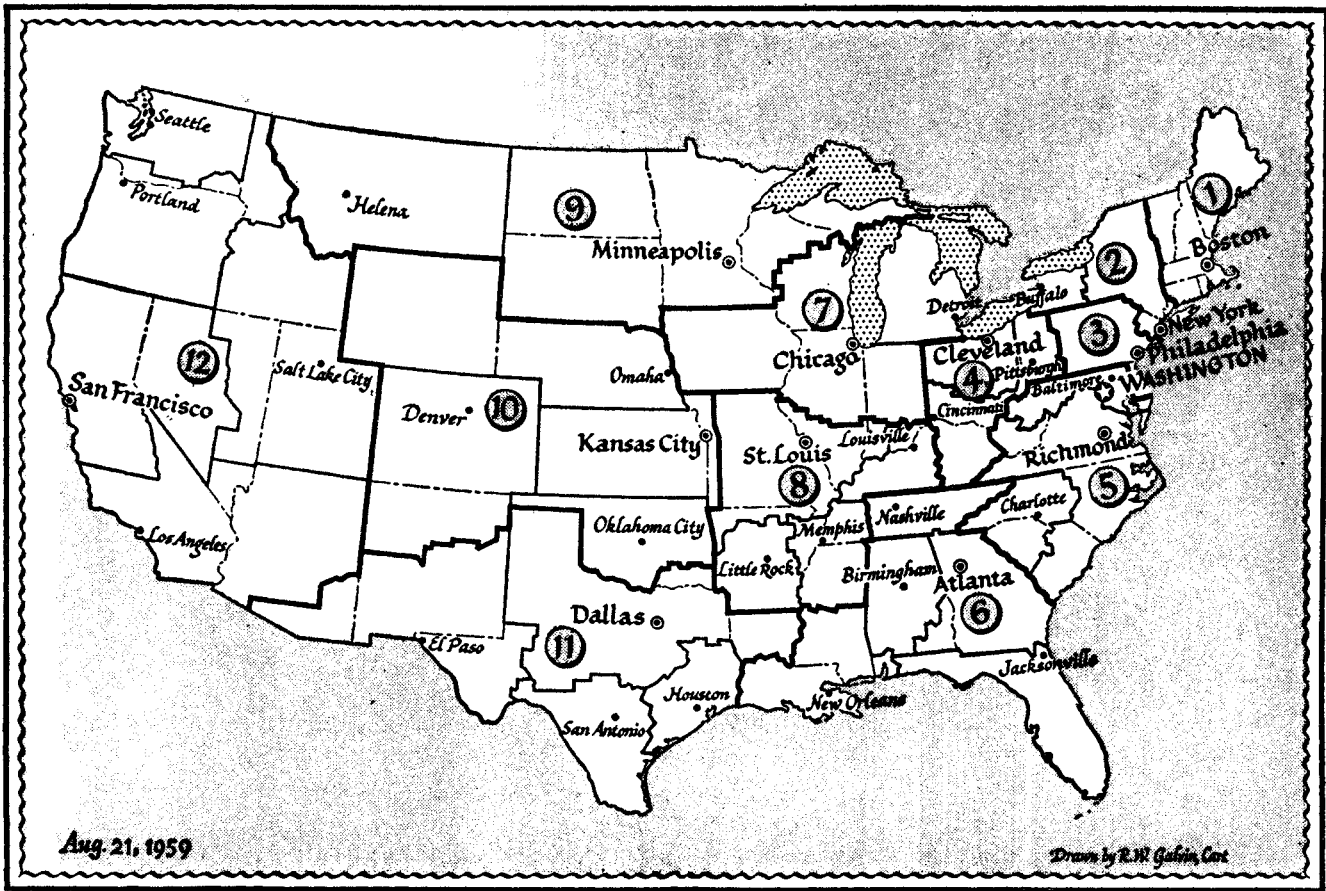 Seattle
Portland
Helena
9
Minneapolis
1
Boston
2
Buffalo
Detroit
7
3
New York
Philadelphia
WASHINGTON
Cleveland
Pittsburgh
Baltimore
4
Cincinnati
Chicago
12
Salt Lake City
Omaha
San Francisco
Denver
10
Kansas City
St. Louis
Louisville
Richmond
8
5
Charlotte
Nashville
Memphis
Oklahoma City
Los Angeles
Little Rock
Birmingham
Atlanta
6
Dallas
11
El Paso
Jacksonville
Houston
New Orleans
San Antonio
Aug. 21, 1959
Drawn by R.W. Galvin, Cart